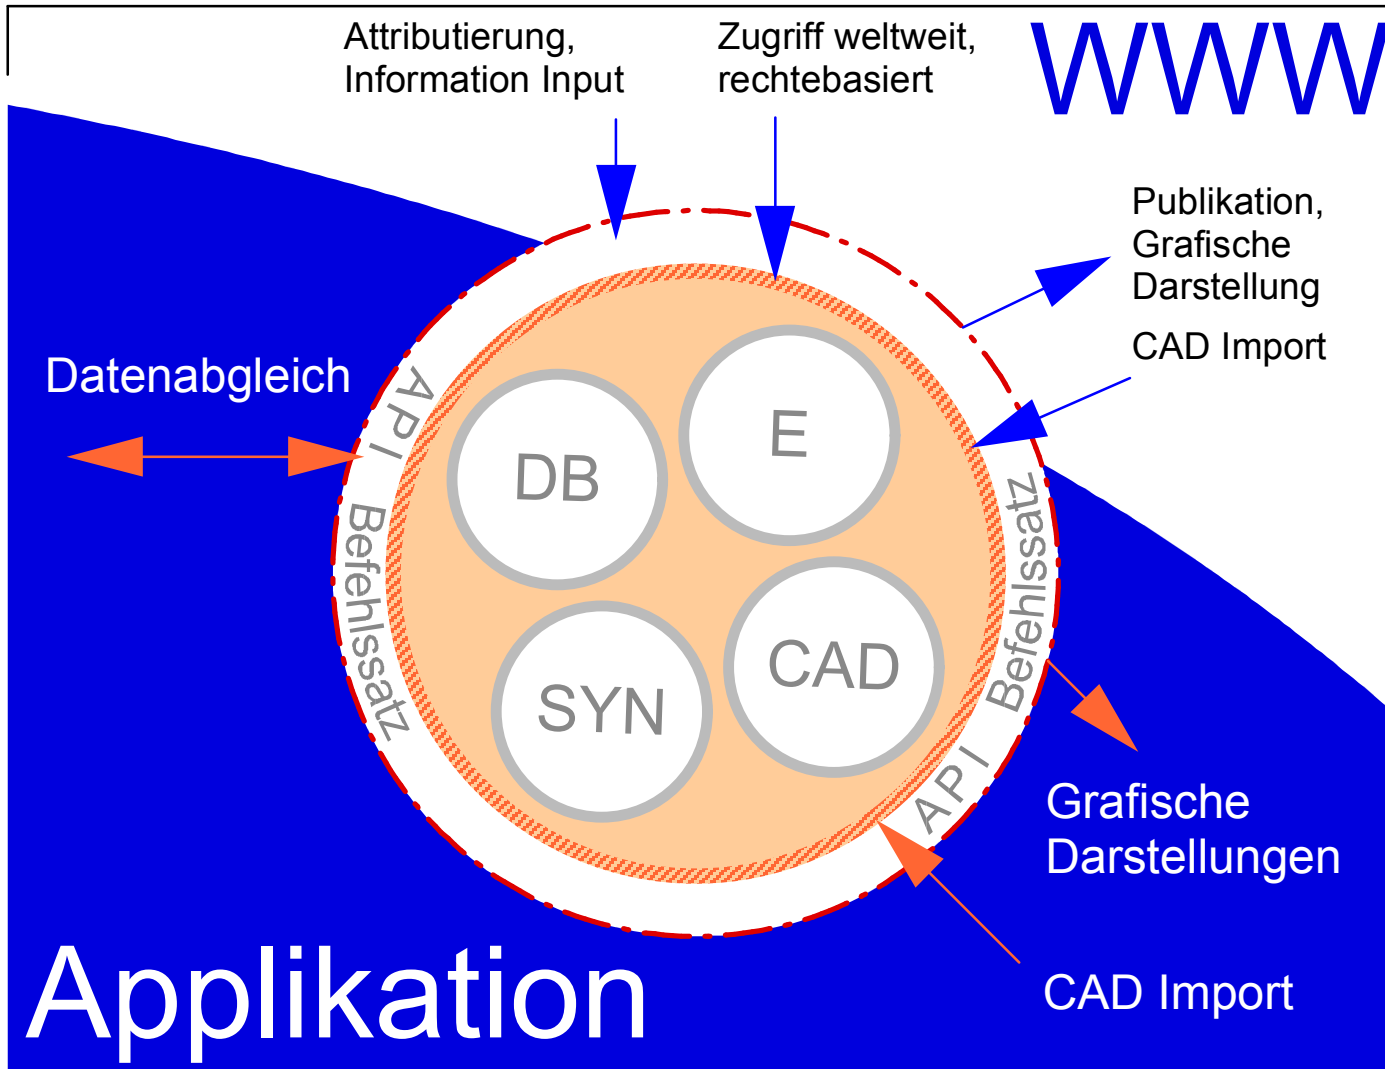 Attributierung,
Information Input
Zugriff weltweit,
rechtebasiert
WWW
Publikation,
Grafische
Darstellung
CAD Import
Datenabgleich
API Befehlssatz
DB
E
SYN
CAD
API Befehlssatz
Grafische
Darstellungen
CAD Import
Applikation